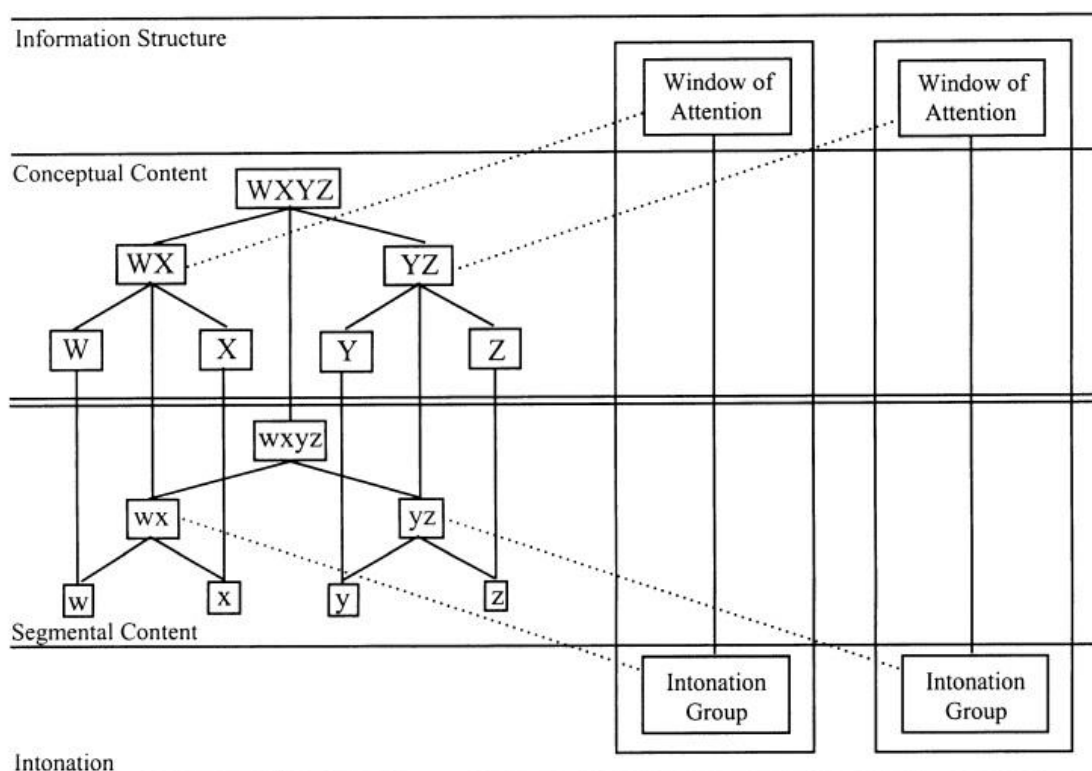 Information Structure
Window of
Attention
Window of
Attention
Conceptual Content
WXYZ
WX
YZ
W
X
Y
Z
wxyz
wx
yz
w
x
y
z
Segmental Content
Intonation
Group
Intonation
Group
Intonation